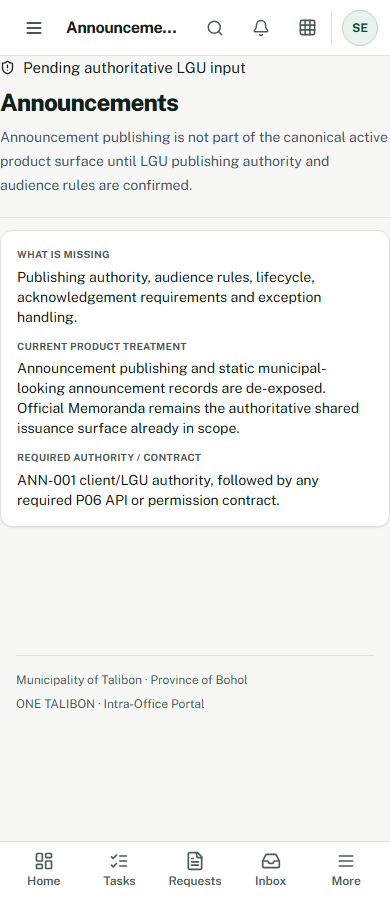 Announceme...
SE
Pending authoritative LGU input
Announcements
Announcement publishing is not part of the canonical active
product surface until LGU publishing authority and
audience rules are confirmed.
WHAT IS MISSING
Publishing authority, audience rules, lifecycle,
acknowledgement requirements and exception
handling.
CURRENT PRODUCT TREATMENT
Announcement publishing and static municipal-
looking announcement records are de-exposed.
Official Memoranda remains the authoritative shared
issuance surface already in scope.
REQUIRED AUTHORITY / CONTRACT
ANN-001 client/LGU authority, followed by any
required P06 API or permission contract.
Municipality of Talibon · Province of Bohol
ONE TALIBON · Intra-Office Portal
Home
Tasks
Requests
Inbox
More